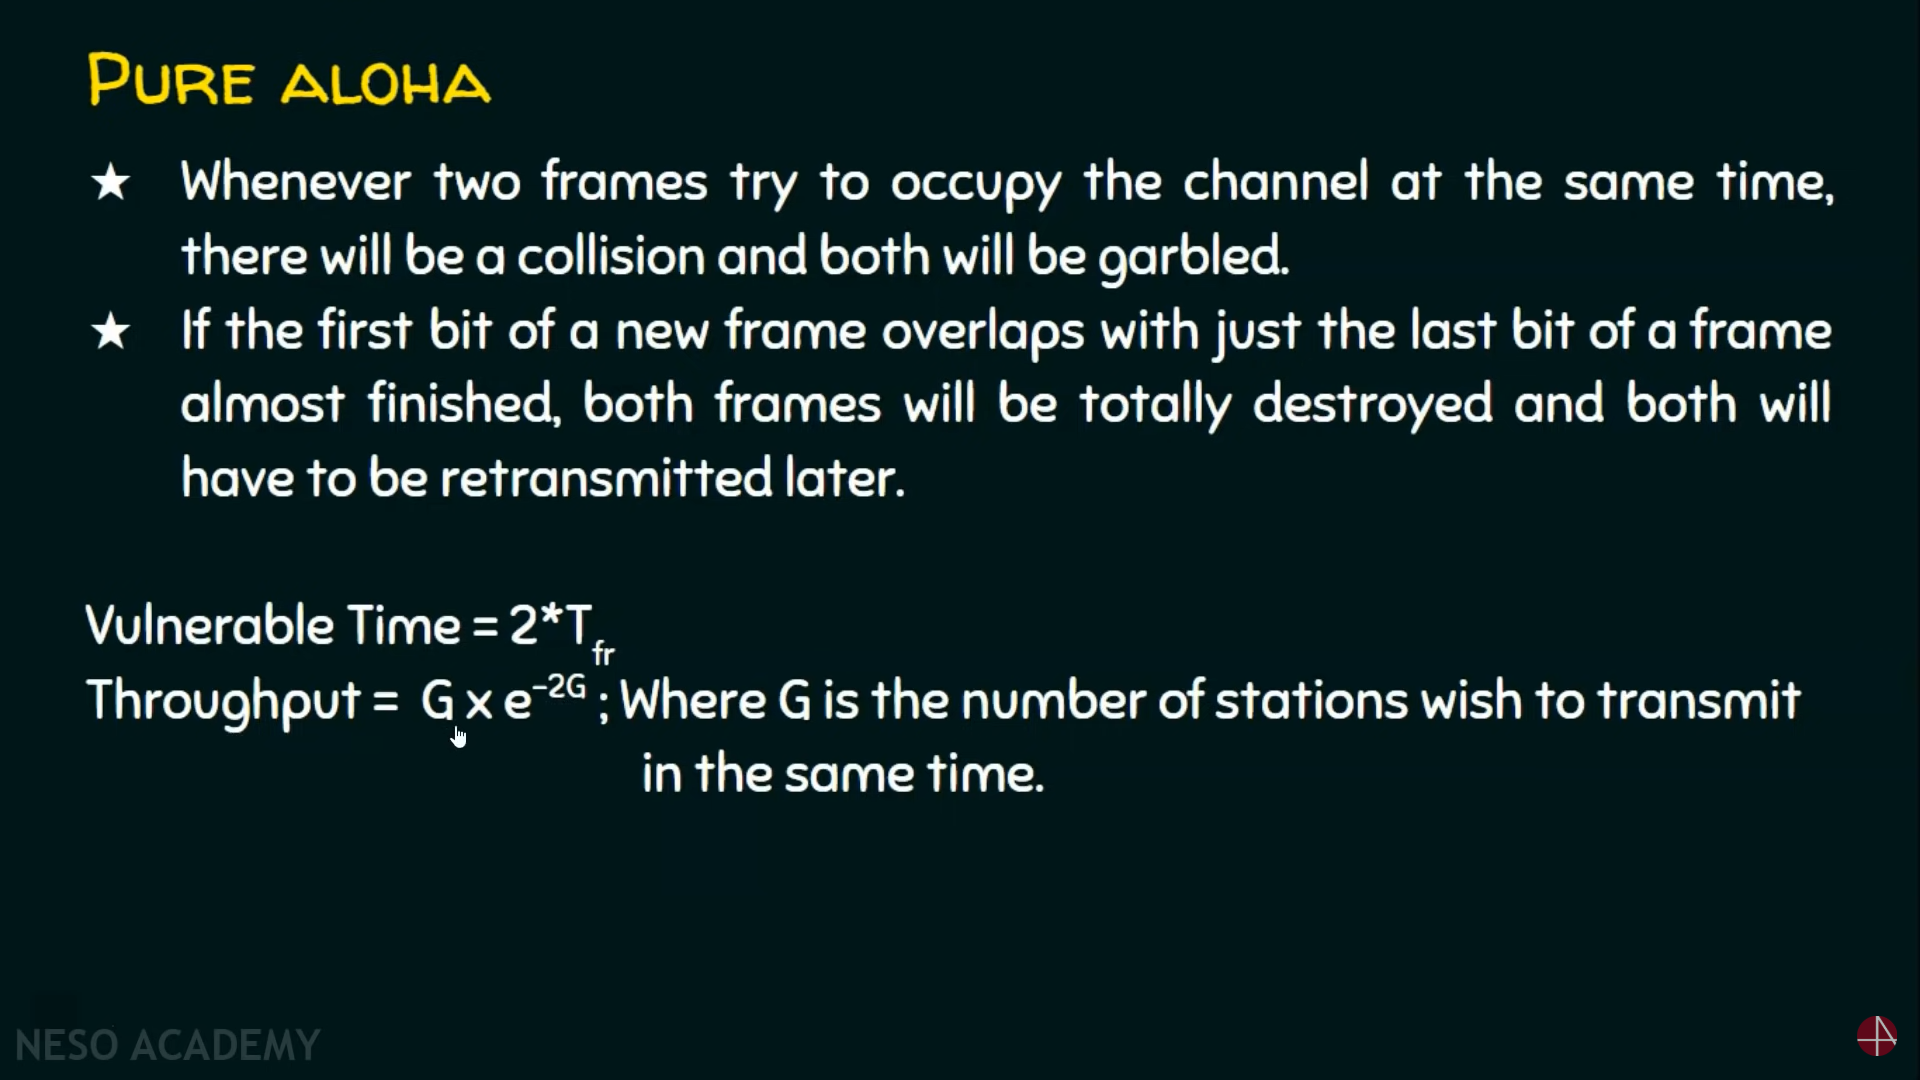 PURE ALOHA
★ Whenever two frames try to occupy the channel at the same time,
there will be a collision and both will be garbled.
★ If the first bit of a new frame overlaps with just the last bit of a frame
almost finished, both frames will be totally destroyed and both will
have to be retransmitted later.
Vulnerable Time = 2*Tfr
Throughput = G x e⁻²ᴳ ; Where G is the number of stations wish to transmit
in the same time.
NESO ACADEMY